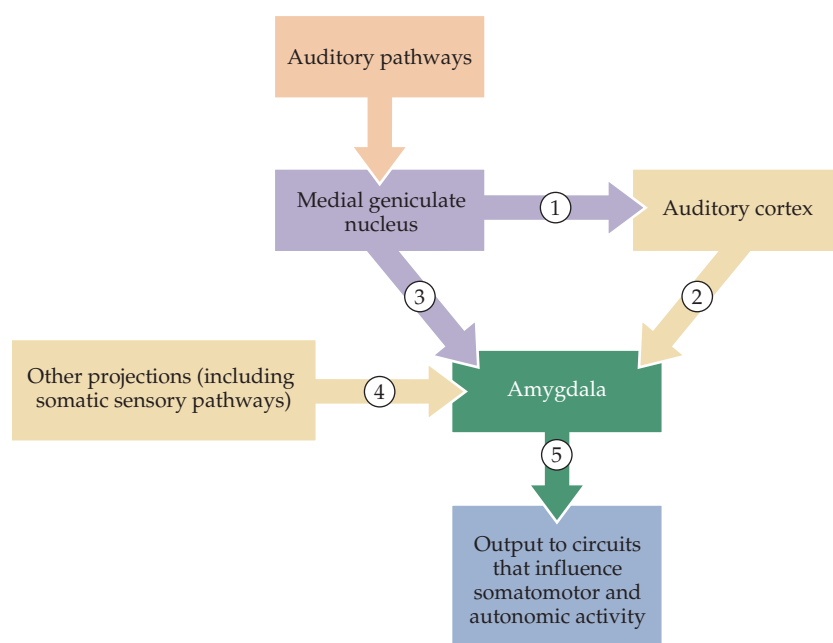 Auditory pathways
Medial geniculate
nucleus
1
Auditory cortex
3
2
Other projections (including
somatic sensory pathways)
4
Amygdala
5
Output to circuits
that influence
somatomotor and
autonomic activity